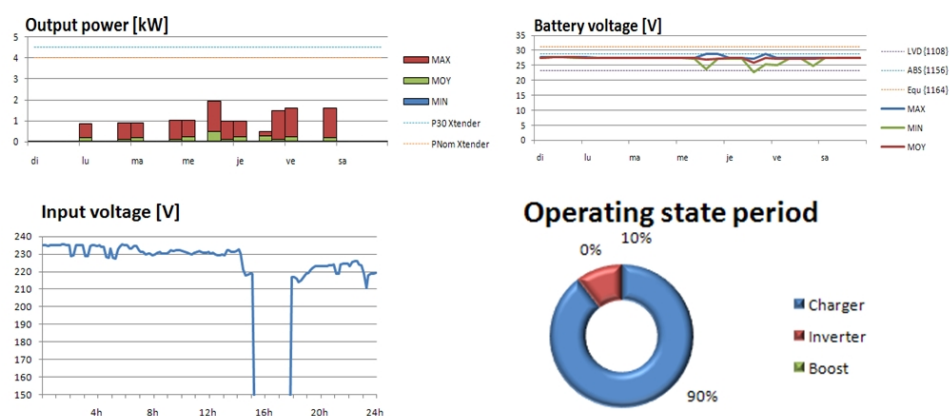 Output power [kW]
5
4
3
2
1
0
di lu ma me je ve sa
MAX
MOY
MIN
P30 Xtender
PNom Xtender
Battery voltage [V]
35
30
25
20
15
10
5
0
di lu ma me je ve sa
LVD (1108)
ABS (1156)
Equ (1164)
MAX
MIN
MOY
Input voltage [V]
240
230
220
210
200
190
180
170
160
150
4h 8h 12h 16h 20h 24h
Operating state period
0% 10%
90%
Charger
Inverter
Boost